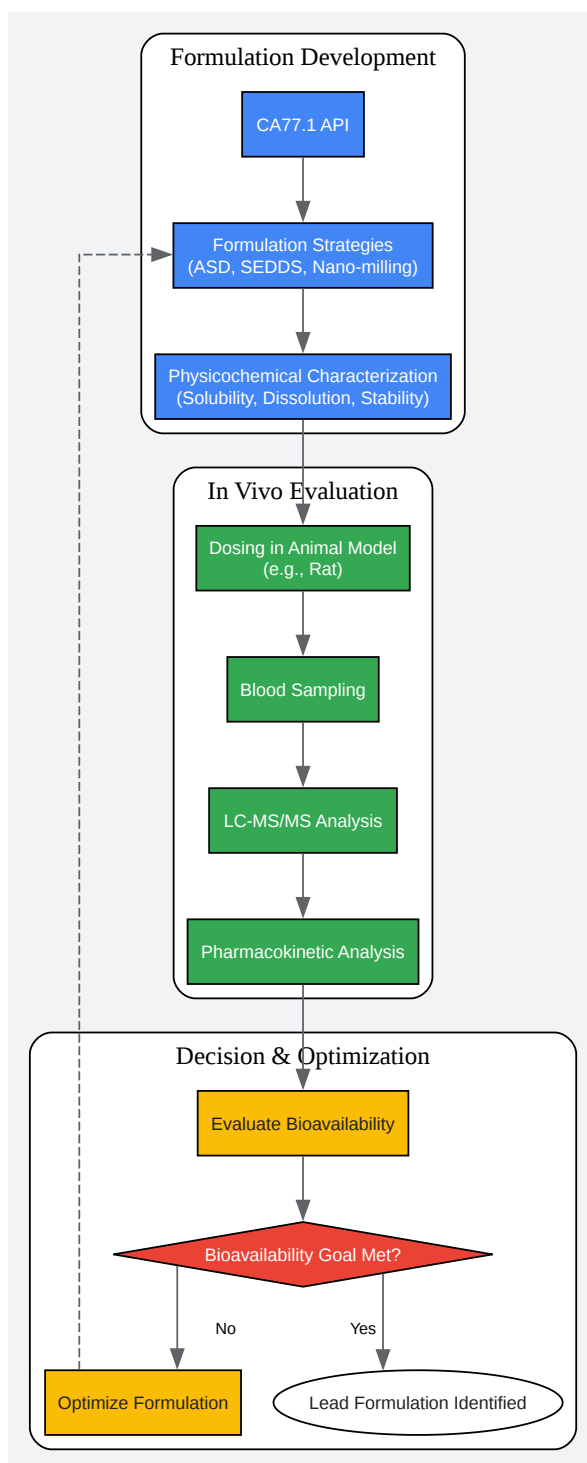 Formulation Development
CA77.1 API
Formulation Strategies
(ASD, SEDDS, Nano-milling)
Physicochemical Characterization
(Solubility, Dissolution, Stability)
In Vivo Evaluation
Dosing in Animal Model
(e.g., Rat)
Blood Sampling
LC-MS/MS Analysis
Pharmacokinetic Analysis
Decision & Optimization
Evaluate Bioavailability
Bioavailability Goal Met?
No
Yes
Optimize Formulation
Lead Formulation Identified